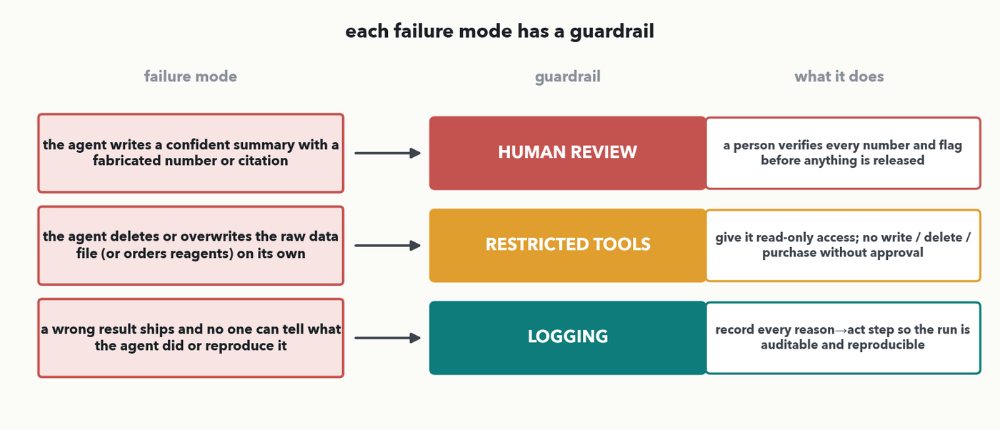 each failure mode has a guardrail
failure mode
guardrail
what it does
the agent writes a confident summary with a
fabricated number or citation
HUMAN REVIEW
a person verifies every number and flag
before anything is released
the agent deletes or overwrites the raw data
file (or orders reagents) on its own
RESTRICTED TOOLS
give it read-only access; no write / delete /
purchase without approval
a wrong result ships and no one can tell what
the agent did or reproduce it
LOGGING
record every reason→act step so the run is
auditable and reproducible